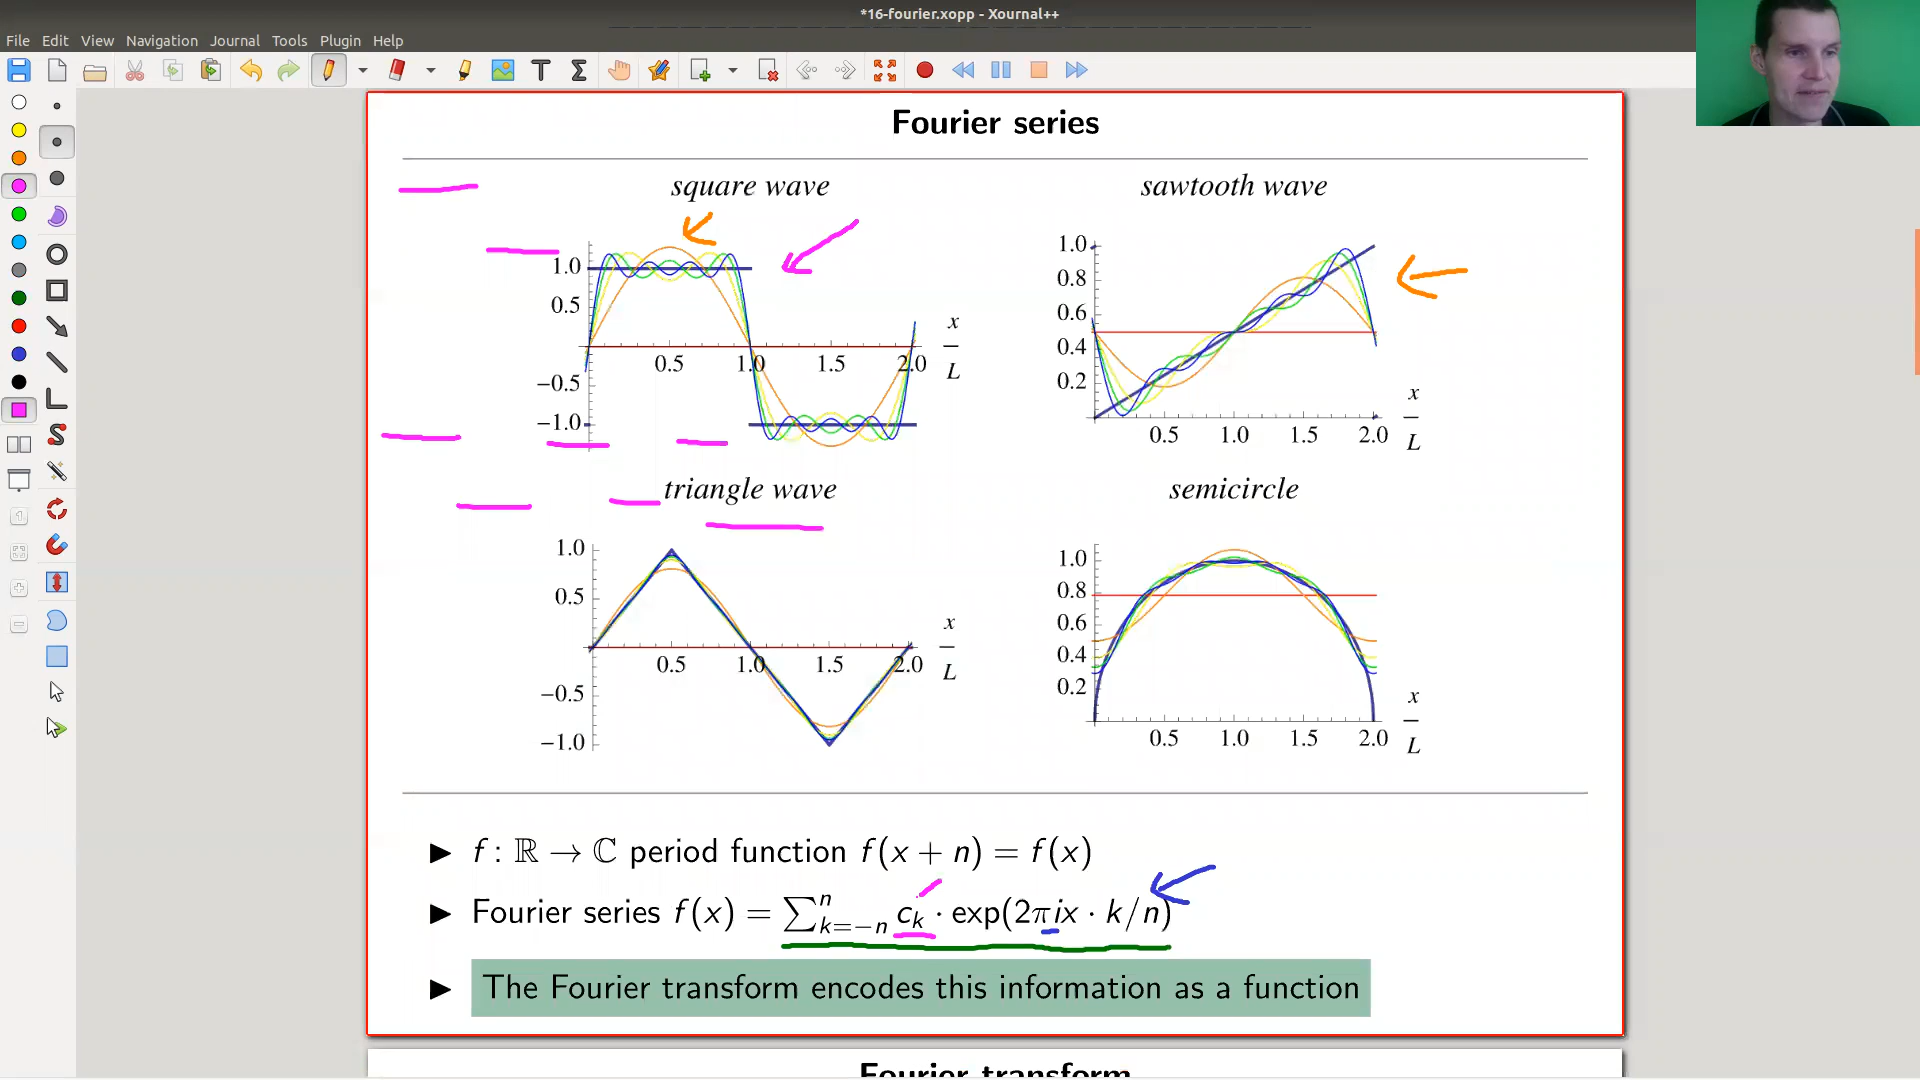 *16-fourier.xopp - Xournal++
File Edit View Navigation Journal Tools Plugin Help
Fourier series
square wave
sawtooth wave
1.0
0.5
−0.5
−1.0
0.5 1.0 1.5 2.0
x
L
1.0
0.8
0.6
0.4
0.2
0.5 1.0 1.5 2.0
x
L
triangle wave
semicircle
1.0
0.5
−0.5
−1.0
0.5 1.0 1.5 2.0
x
L
1.0
0.8
0.6
0.4
0.2
0.5 1.0 1.5 2.0
x
L
▶ f: ℝ → ℂ period function f(x + n) = f(x)
▶ Fourier series f(x) = ∑ⁿₖ₌₋ₙ cₖ · exp(2πix · k/n)
▶ The Fourier transform encodes this information as a function
Fourier transform